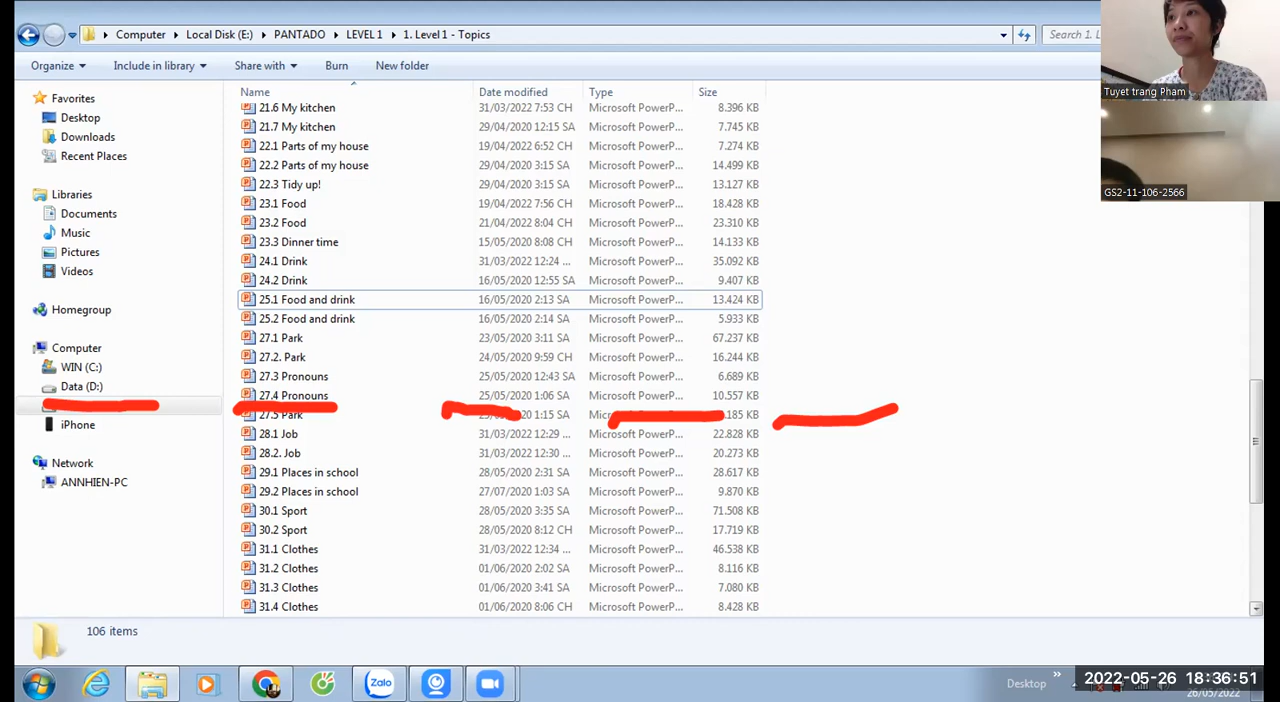 Computer Local Disk (E:) PANTADO LEVEL 1 1. Level 1 - Topics Search 1. L
Organize Include in library Share with Burn New folder
Tuyet trang Pham
GS2-11-106-2566
Favorites
Desktop
Downloads
Recent Places
Libraries
Documents
Music
Pictures
Videos
Homegroup
Computer
WIN (C:)
Data (D:)
iPhone
Network
ANNHIEN-PC
Name Date modified Type Size
21.6 My kitchen 31/03/2022 7:53 CH Microsoft PowerP... 8.396 KB
21.7 My kitchen 29/04/2020 12:15 SA Microsoft PowerP... 7.745 KB
22.1 Parts of my house 19/04/2022 6:52 CH Microsoft PowerP... 7.274 KB
22.2 Parts of my house 29/04/2020 3:15 SA Microsoft PowerP... 14.499 KB
22.3 Tidy up! 29/04/2020 3:15 SA Microsoft PowerP... 13.127 KB
23.1 Food 19/04/2022 7:56 CH Microsoft PowerP... 18.428 KB
23.2 Food 21/04/2022 8:04 CH Microsoft PowerP... 23.310 KB
23.3 Dinner time 15/05/2020 8:08 CH Microsoft PowerP... 14.133 KB
24.1 Drink 31/03/2022 12:24 ... Microsoft PowerP... 35.092 KB
24.2 Drink 16/05/2020 12:55 SA Microsoft PowerP... 9.407 KB
25.1 Food and drink 16/05/2020 2:13 SA Microsoft PowerP... 13.424 KB
25.2 Food and drink 16/05/2020 2:14 SA Microsoft PowerP... 5.933 KB
27.1 Park 23/05/2020 3:11 SA Microsoft PowerP... 67.237 KB
27.2. Park 24/05/2020 9:59 CH Microsoft PowerP... 16.244 KB
27.3 Pronouns 25/05/2020 12:43 SA Microsoft PowerP... 6.689 KB
27.4 Pronouns 25/05/2020 1:06 SA Microsoft PowerP... 10.557 KB
27.5 Park 1:15 SA Microsoft PowerP... .185 KB
28.1 Job 31/03/2022 12:29 ... Microsoft PowerP... 22.828 KB
28.2. Job 31/03/2022 12:30 ... Microsoft PowerP... 20.273 KB
29.1 Places in school 28/05/2020 2:31 SA Microsoft PowerP... 28.617 KB
29.2 Places in school 27/07/2020 1:03 SA Microsoft PowerP... 9.870 KB
30.1 Sport 28/05/2020 3:35 SA Microsoft PowerP... 71.508 KB
30.2 Sport 28/05/2020 8:12 CH Microsoft PowerP... 17.719 KB
31.1 Clothes 31/03/2022 12:34 ... Microsoft PowerP... 46.538 KB
31.2 Clothes 01/06/2020 2:02 SA Microsoft PowerP... 8.116 KB
31.3 Clothes 01/06/2020 3:41 SA Microsoft PowerP... 7.080 KB
31.4 Clothes 01/06/2020 8:06 CH Microsoft PowerP... 8.428 KB
106 items
Zalo
Desktop
2022-05-26 18:36:51
26/05/2022